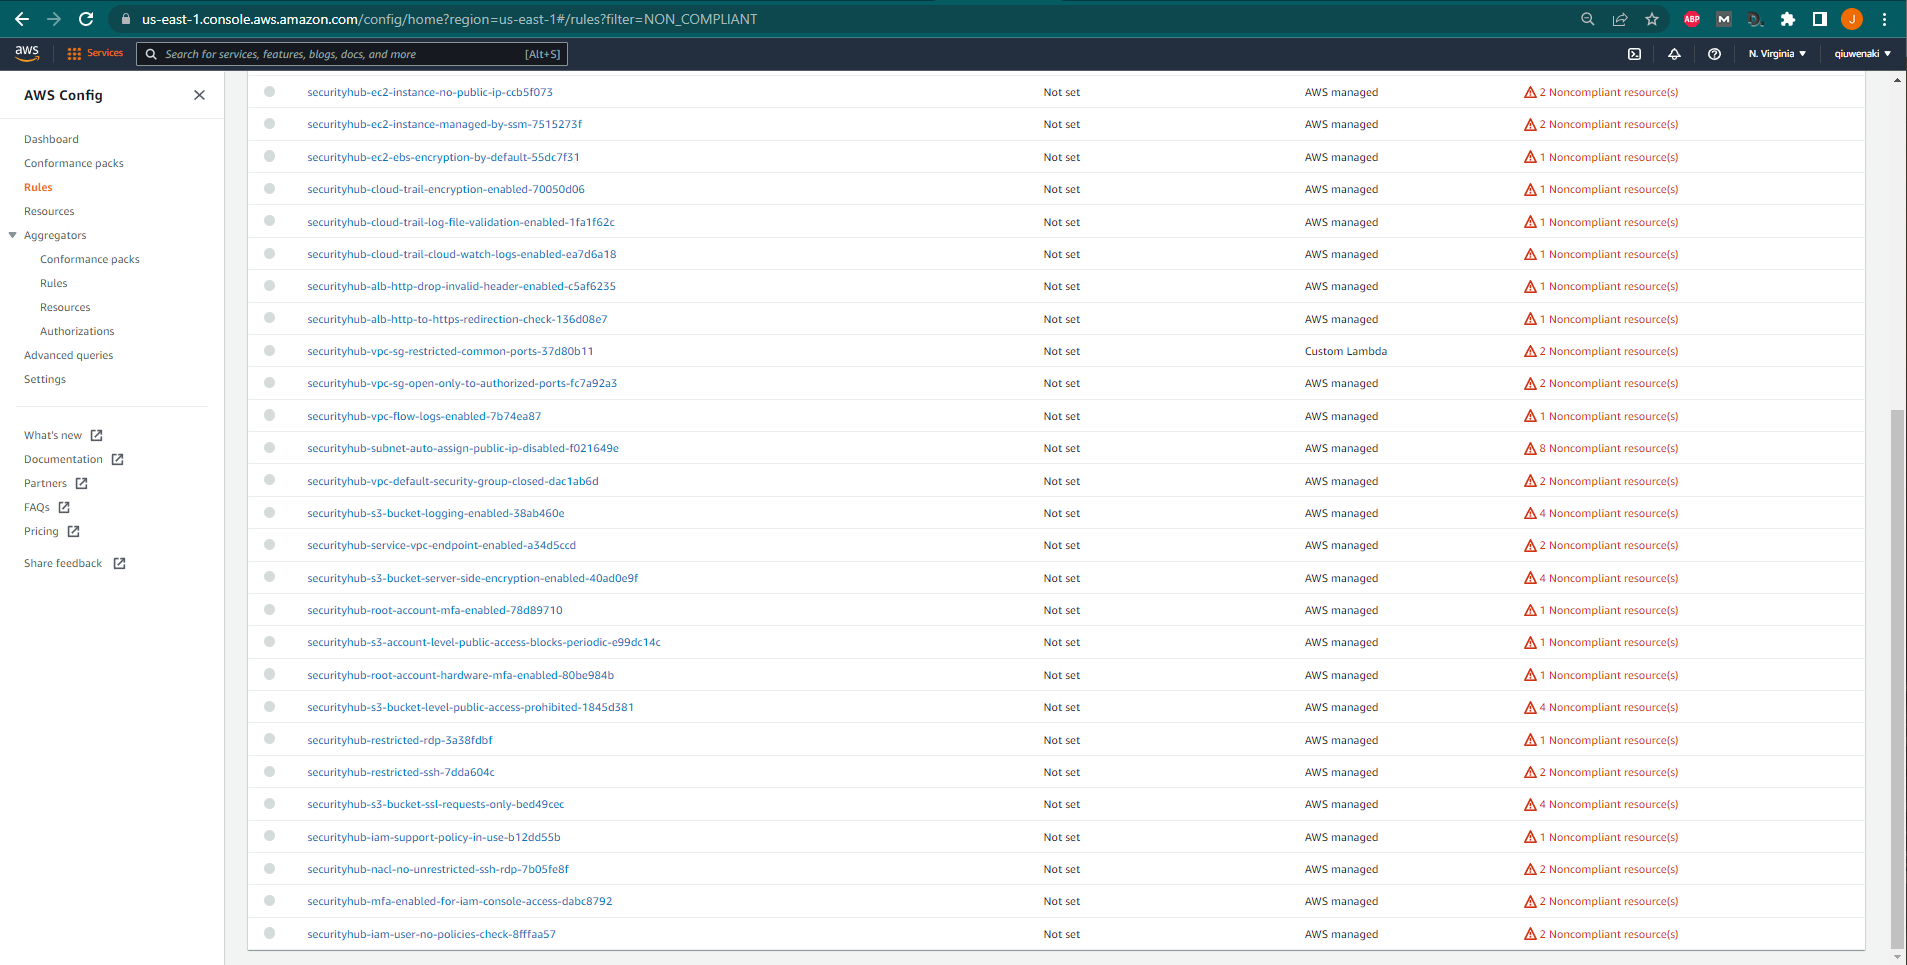 us-east-1.console.aws.amazon.com/config/home?region=us-east-1#/rules?filter=NON_COMPLIANT
ABP M J
aws Services Search for services, features, blogs, docs, and more [Alt+S] N. Virginia qiuwenaki
AWS Config
Dashboard
Conformance packs
Rules
Resources
Aggregators
Conformance packs
Rules
Resources
Authorizations
Advanced queries
Settings
What's new
Documentation
Partners
FAQs
Pricing
Share feedback
securityhub-ec2-instance-no-public-ip-ccb5f073 Not set AWS managed 2 Noncompliant resource(s)
securityhub-ec2-instance-managed-by-ssm-7515273f Not set AWS managed 2 Noncompliant resource(s)
securityhub-ec2-ebs-encryption-by-default-55dc7f31 Not set AWS managed 1 Noncompliant resource(s)
securityhub-cloud-trail-encryption-enabled-70050d06 Not set AWS managed 1 Noncompliant resource(s)
securityhub-cloud-trail-log-file-validation-enabled-1fa1f62c Not set AWS managed 1 Noncompliant resource(s)
securityhub-cloud-trail-cloud-watch-logs-enabled-ea7d6a18 Not set AWS managed 1 Noncompliant resource(s)
securityhub-alb-http-drop-invalid-header-enabled-c5af6235 Not set AWS managed 1 Noncompliant resource(s)
securityhub-alb-http-to-https-redirection-check-136d08e7 Not set AWS managed 1 Noncompliant resource(s)
securityhub-vpc-sg-restricted-common-ports-37d80b11 Not set Custom Lambda 2 Noncompliant resource(s)
securityhub-vpc-sg-open-only-to-authorized-ports-fc7a92a3 Not set AWS managed 2 Noncompliant resource(s)
securityhub-vpc-flow-logs-enabled-7b74ea87 Not set AWS managed 1 Noncompliant resource(s)
securityhub-subnet-auto-assign-public-ip-disabled-f021649e Not set AWS managed 8 Noncompliant resource(s)
securityhub-vpc-default-security-group-closed-dac1ab6d Not set AWS managed 2 Noncompliant resource(s)
securityhub-s3-bucket-logging-enabled-38ab460e Not set AWS managed 4 Noncompliant resource(s)
securityhub-service-vpc-endpoint-enabled-a34d5ccd Not set AWS managed 2 Noncompliant resource(s)
securityhub-s3-bucket-server-side-encryption-enabled-40ad0e9f Not set AWS managed 4 Noncompliant resource(s)
securityhub-root-account-mfa-enabled-78d89710 Not set AWS managed 1 Noncompliant resource(s)
securityhub-s3-account-level-public-access-blocks-periodic-e99dc14c Not set AWS managed 1 Noncompliant resource(s)
securityhub-root-account-hardware-mfa-enabled-80be984b Not set AWS managed 1 Noncompliant resource(s)
securityhub-s3-bucket-level-public-access-prohibited-1845d381 Not set AWS managed 4 Noncompliant resource(s)
securityhub-restricted-rdp-3a38fdbf Not set AWS managed 1 Noncompliant resource(s)
securityhub-restricted-ssh-7dda604c Not set AWS managed 2 Noncompliant resource(s)
securityhub-s3-bucket-ssl-requests-only-bed49cec Not set AWS managed 4 Noncompliant resource(s)
securityhub-iam-support-policy-in-use-b12dd55b Not set AWS managed 1 Noncompliant resource(s)
securityhub-nacl-no-unrestricted-ssh-rdp-7b05fe8f Not set AWS managed 2 Noncompliant resource(s)
securityhub-mfa-enabled-for-iam-console-access-dabc8792 Not set AWS managed 2 Noncompliant resource(s)
securityhub-iam-user-no-policies-check-8fffaa57 Not set AWS managed 2 Noncompliant resource(s)